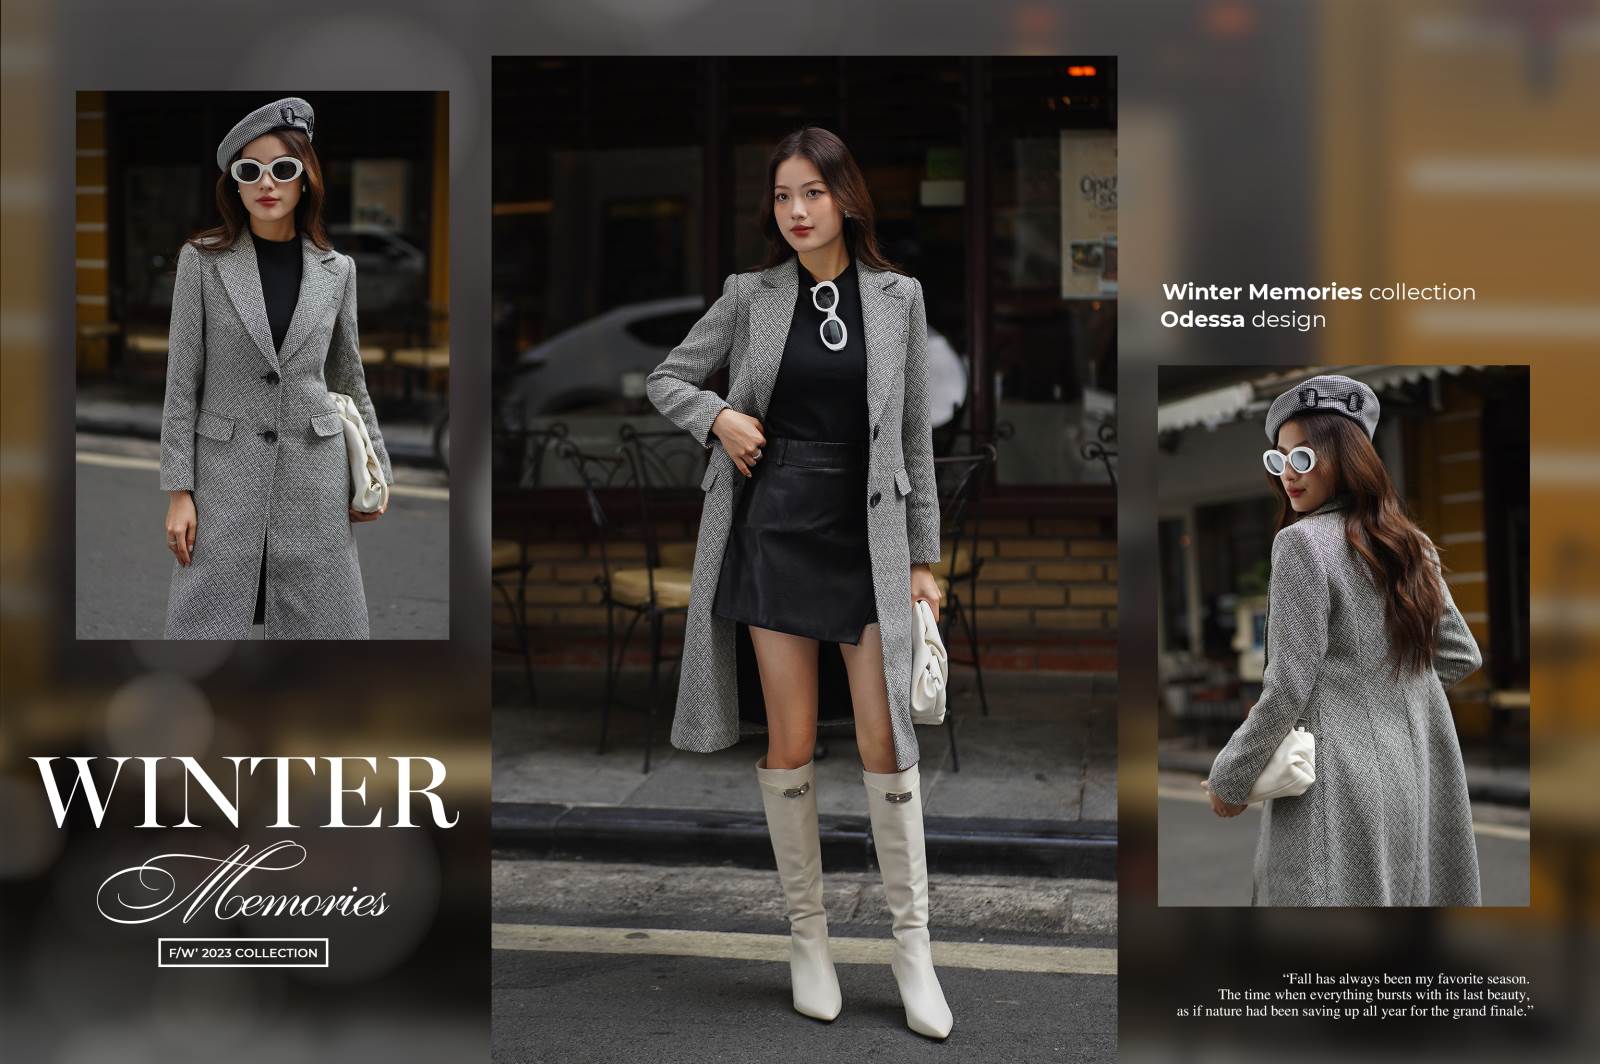 WINTER
Memories
F/W' 2023 COLLECTION
Winter Memories collection
Odessa design
“Fall has always been my favorite season.
The time when everything bursts with its last beauty,
as if nature had been saving up all year for the grand finale.”